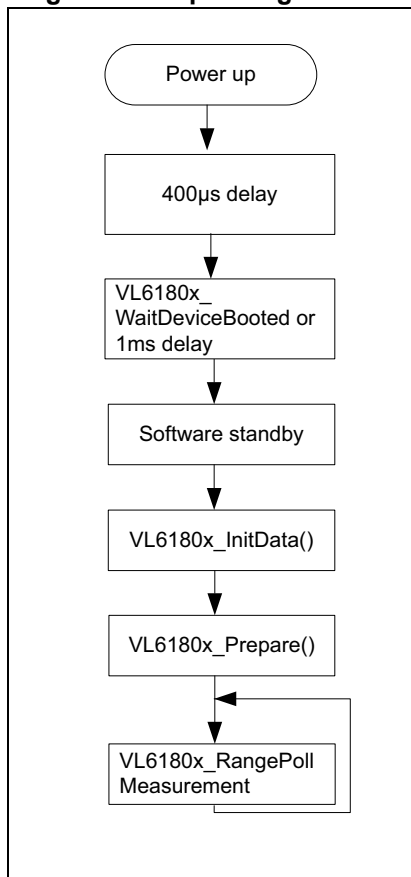 Power up
400µs delay
VL6180x_
WaitDeviceBooted or
1ms delay
Software standby
VL6180x_InitData()
VL6180x_Prepare()
VL6180x_RangePoll
Measurement